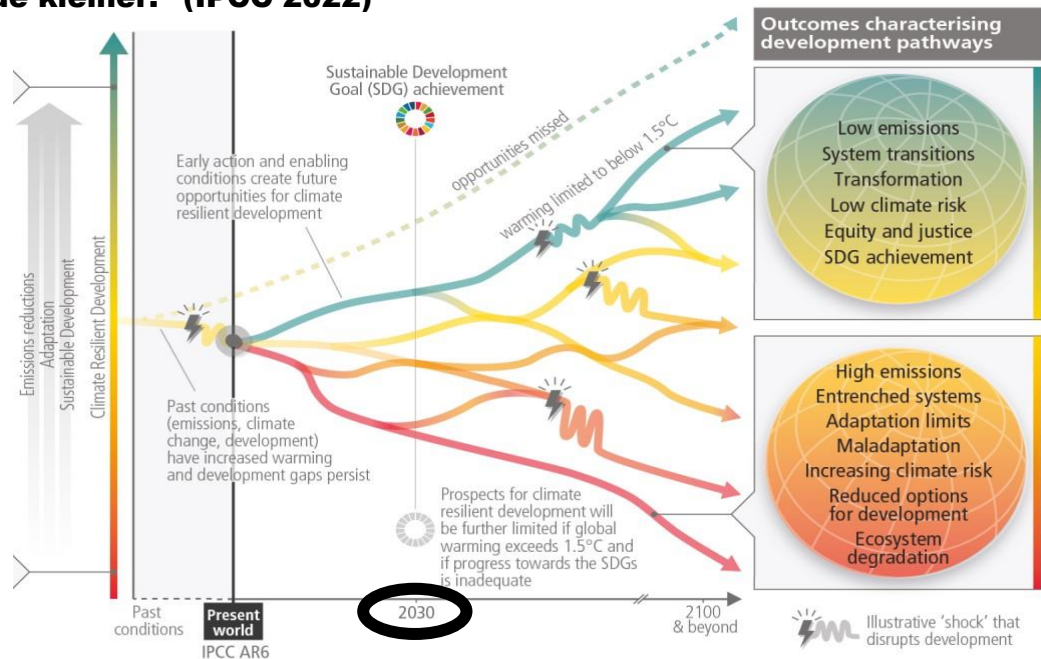 de kleiner." (IPCC 2022)
Outcomes characterising
development pathways
Sustainable Development
Goal (SDG) achievement
opportunities missed
warming limited to below 1.5°C
Early action and enabling
conditions create future
opportunities for climate
resilient development
Emissions reductions
Adaptation
Sustainable Development
Climate Resilient Development
Low emissions
System transitions
Transformation
Low climate risk
Equity and justice
SDG achievement
Past conditions
(emissions, climate
change, development)
have increased warming
and development gaps persist
High emissions
Entrenched systems
Adaptation limits
Maladaptation
Increasing climate risk
Reduced options
for development
Ecosystem
degradation
Prospects for climate
resilient development will
be further limited if global
warming exceeds 1.5°C and
if progress towards the SDGs
is inadequate
Past
conditions
Present
world
IPCC AR6
2030
2100
& beyond
Illustrative 'shock' that
disrupts development